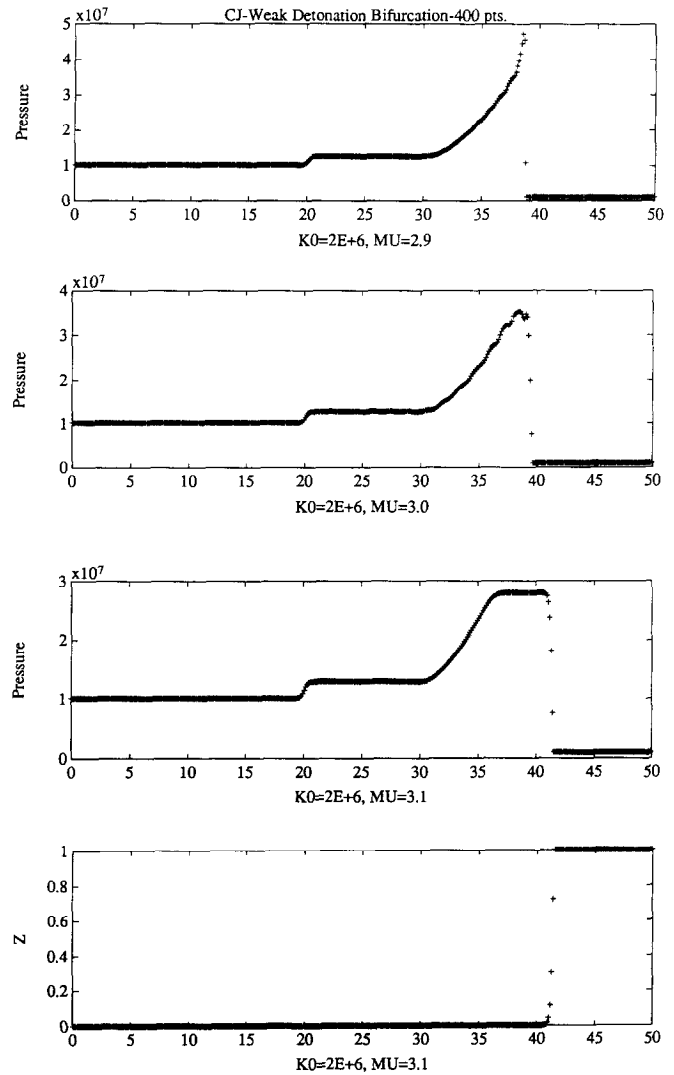 CJ-Weak Detonation Bifurcation-400 pts.
x10^7
5
4
3
2
1
0
Pressure
0 5 10 15 20 25 30 35 40 45 50
K0=2E+6, MU=2.9
x10^7
4
3
2
1
0
Pressure
0 5 10 15 20 25 30 35 40 45 50
K0=2E+6, MU=3.0
x10^7
3
2
1
0
Pressure
0 5 10 15 20 25 30 35 40 45 50
K0=2E+6, MU=3.1
1
0.8
0.6
0.4
0.2
0
Z
0 5 10 15 20 25 30 35 40 45 50
K0=2E+6, MU=3.1